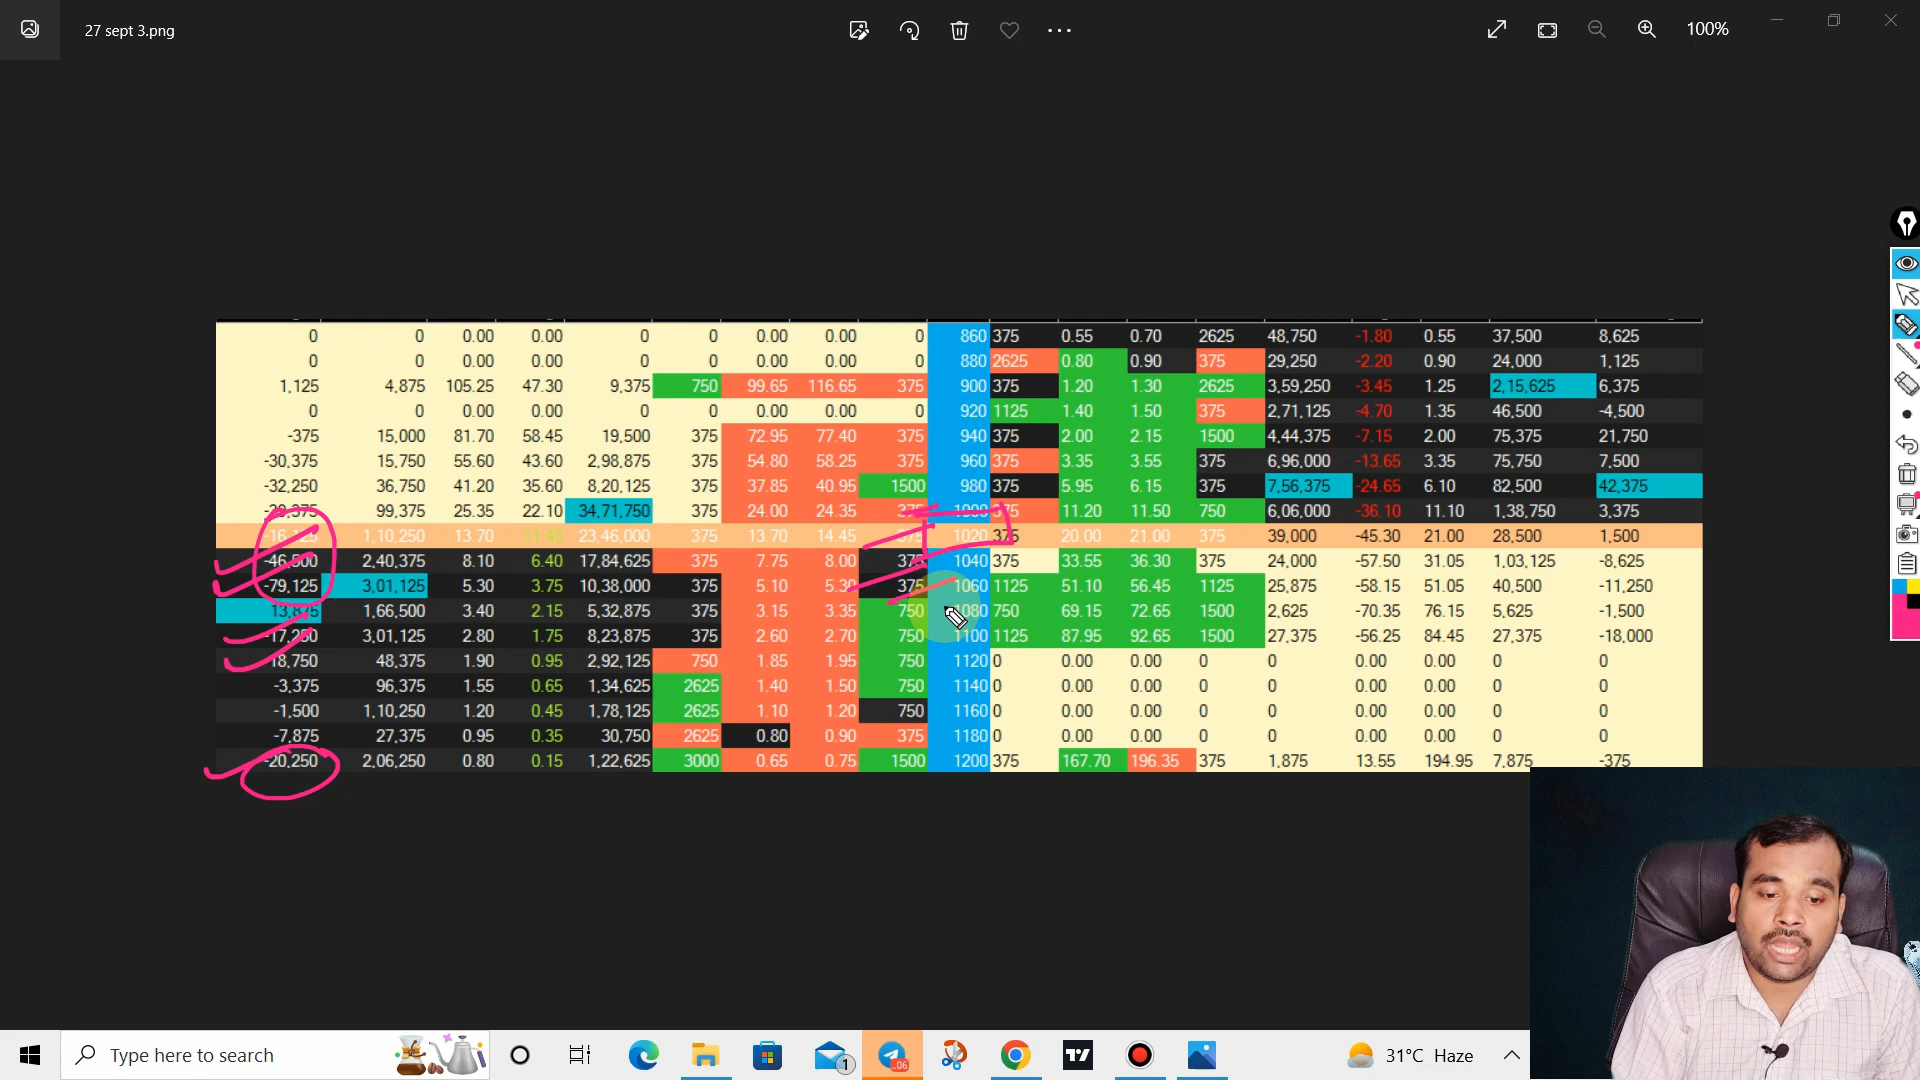 27 sept 3.png
100%
0 0 0.00 0.00 0 0 0.00 0.00 0 860 375 0.55 0.70 2625 48,750 -1.80 0.55 37,500 8,625
0 0 0.00 0.00 0 0 0.00 0.00 0 880 2625 0.80 0.90 375 29,250 -2.20 0.90 24,000 1,125
1,125 4,875 105.25 47.30 9,375 750 99.65 116.65 375 900 375 1.20 1.30 2625 3,59,250 -3.45 1.25 2,15,625 6,375
0 0 0.00 0.00 0 0 0.00 0.00 0 920 1125 1.40 1.50 375 2,71,125 -4.70 1.35 46,500 -4,500
-375 15,000 81.70 58.45 19,500 375 72.95 77.40 375 940 375 2.00 2.15 1500 4,44,375 -7.15 2.00 75,375 21,750
-30,375 15,750 55.60 43.60 2,98,875 375 54.80 58.25 375 960 375 3.35 3.55 375 6,96,000 -13.65 3.35 75,750 7,500
-32,250 36,750 41.20 35.60 8,20,125 375 37.85 40.95 1500 980 375 5.95 6.15 375 7,56,375 -24.65 6.10 82,500 42,375
99,375 25.35 22.10 34,71,750 375 24.00 24.35 375 1000 375 11.20 11.50 750 6,06,000 -36.10 11.10 1,38,750 3,375
1,10,250 13.70 11.45 23,46,000 375 13.70 14.45 375 1020 375 20.00 21.00 375 39,000 -45.30 21.00 28,500 1,500
-46,500 2,40,375 8.10 6.40 17,84,625 375 7.75 8.00 375 1040 375 33.55 36.30 375 24,000 -57.50 31.05 1,03,125 -8,625
-79,125 3,01,125 5.30 3.75 10,38,000 375 5.10 5.30 375 1060 1125 51.10 56.45 1125 25,875 -58.15 51.05 40,500 -11,250
13,875 1,66,500 3.40 2.15 5,32,875 375 3.15 3.35 750 1080 750 69.15 72.65 1500 2,625 -70.35 76.15 5,625 -1,500
-17,250 3,01,125 2.80 1.75 8,23,875 375 2.60 2.70 750 1100 1125 87.95 92.65 1500 27,375 -56.25 84.45 27,375 -18,000
18,750 48,375 1.90 0.95 2,92,125 750 1.85 1.95 750 1120 0 0.00 0.00 0 0 0.00 0.00 0 0
-3,375 96,375 1.55 0.65 1,34,625 2625 1.40 1.50 750 1140 0 0.00 0.00 0 0 0.00 0.00 0 0
-1,500 1,10,250 1.20 0.45 1,78,125 2625 1.10 1.20 750 1160 0 0.00 0.00 0 0 0.00 0.00 0 0
-7,875 27,375 0.95 0.35 30,750 2625 0.80 0.90 375 1180 0 0.00 0.00 0 0 0.00 0.00 0 0
-20,250 2,06,250 0.80 0.15 1,22,625 3000 0.65 0.75 1500 1200 375 167.70 196.35 375 1,875 13.55 194.95 7,875 -375
Type here to search
1
.06
31°C Haze